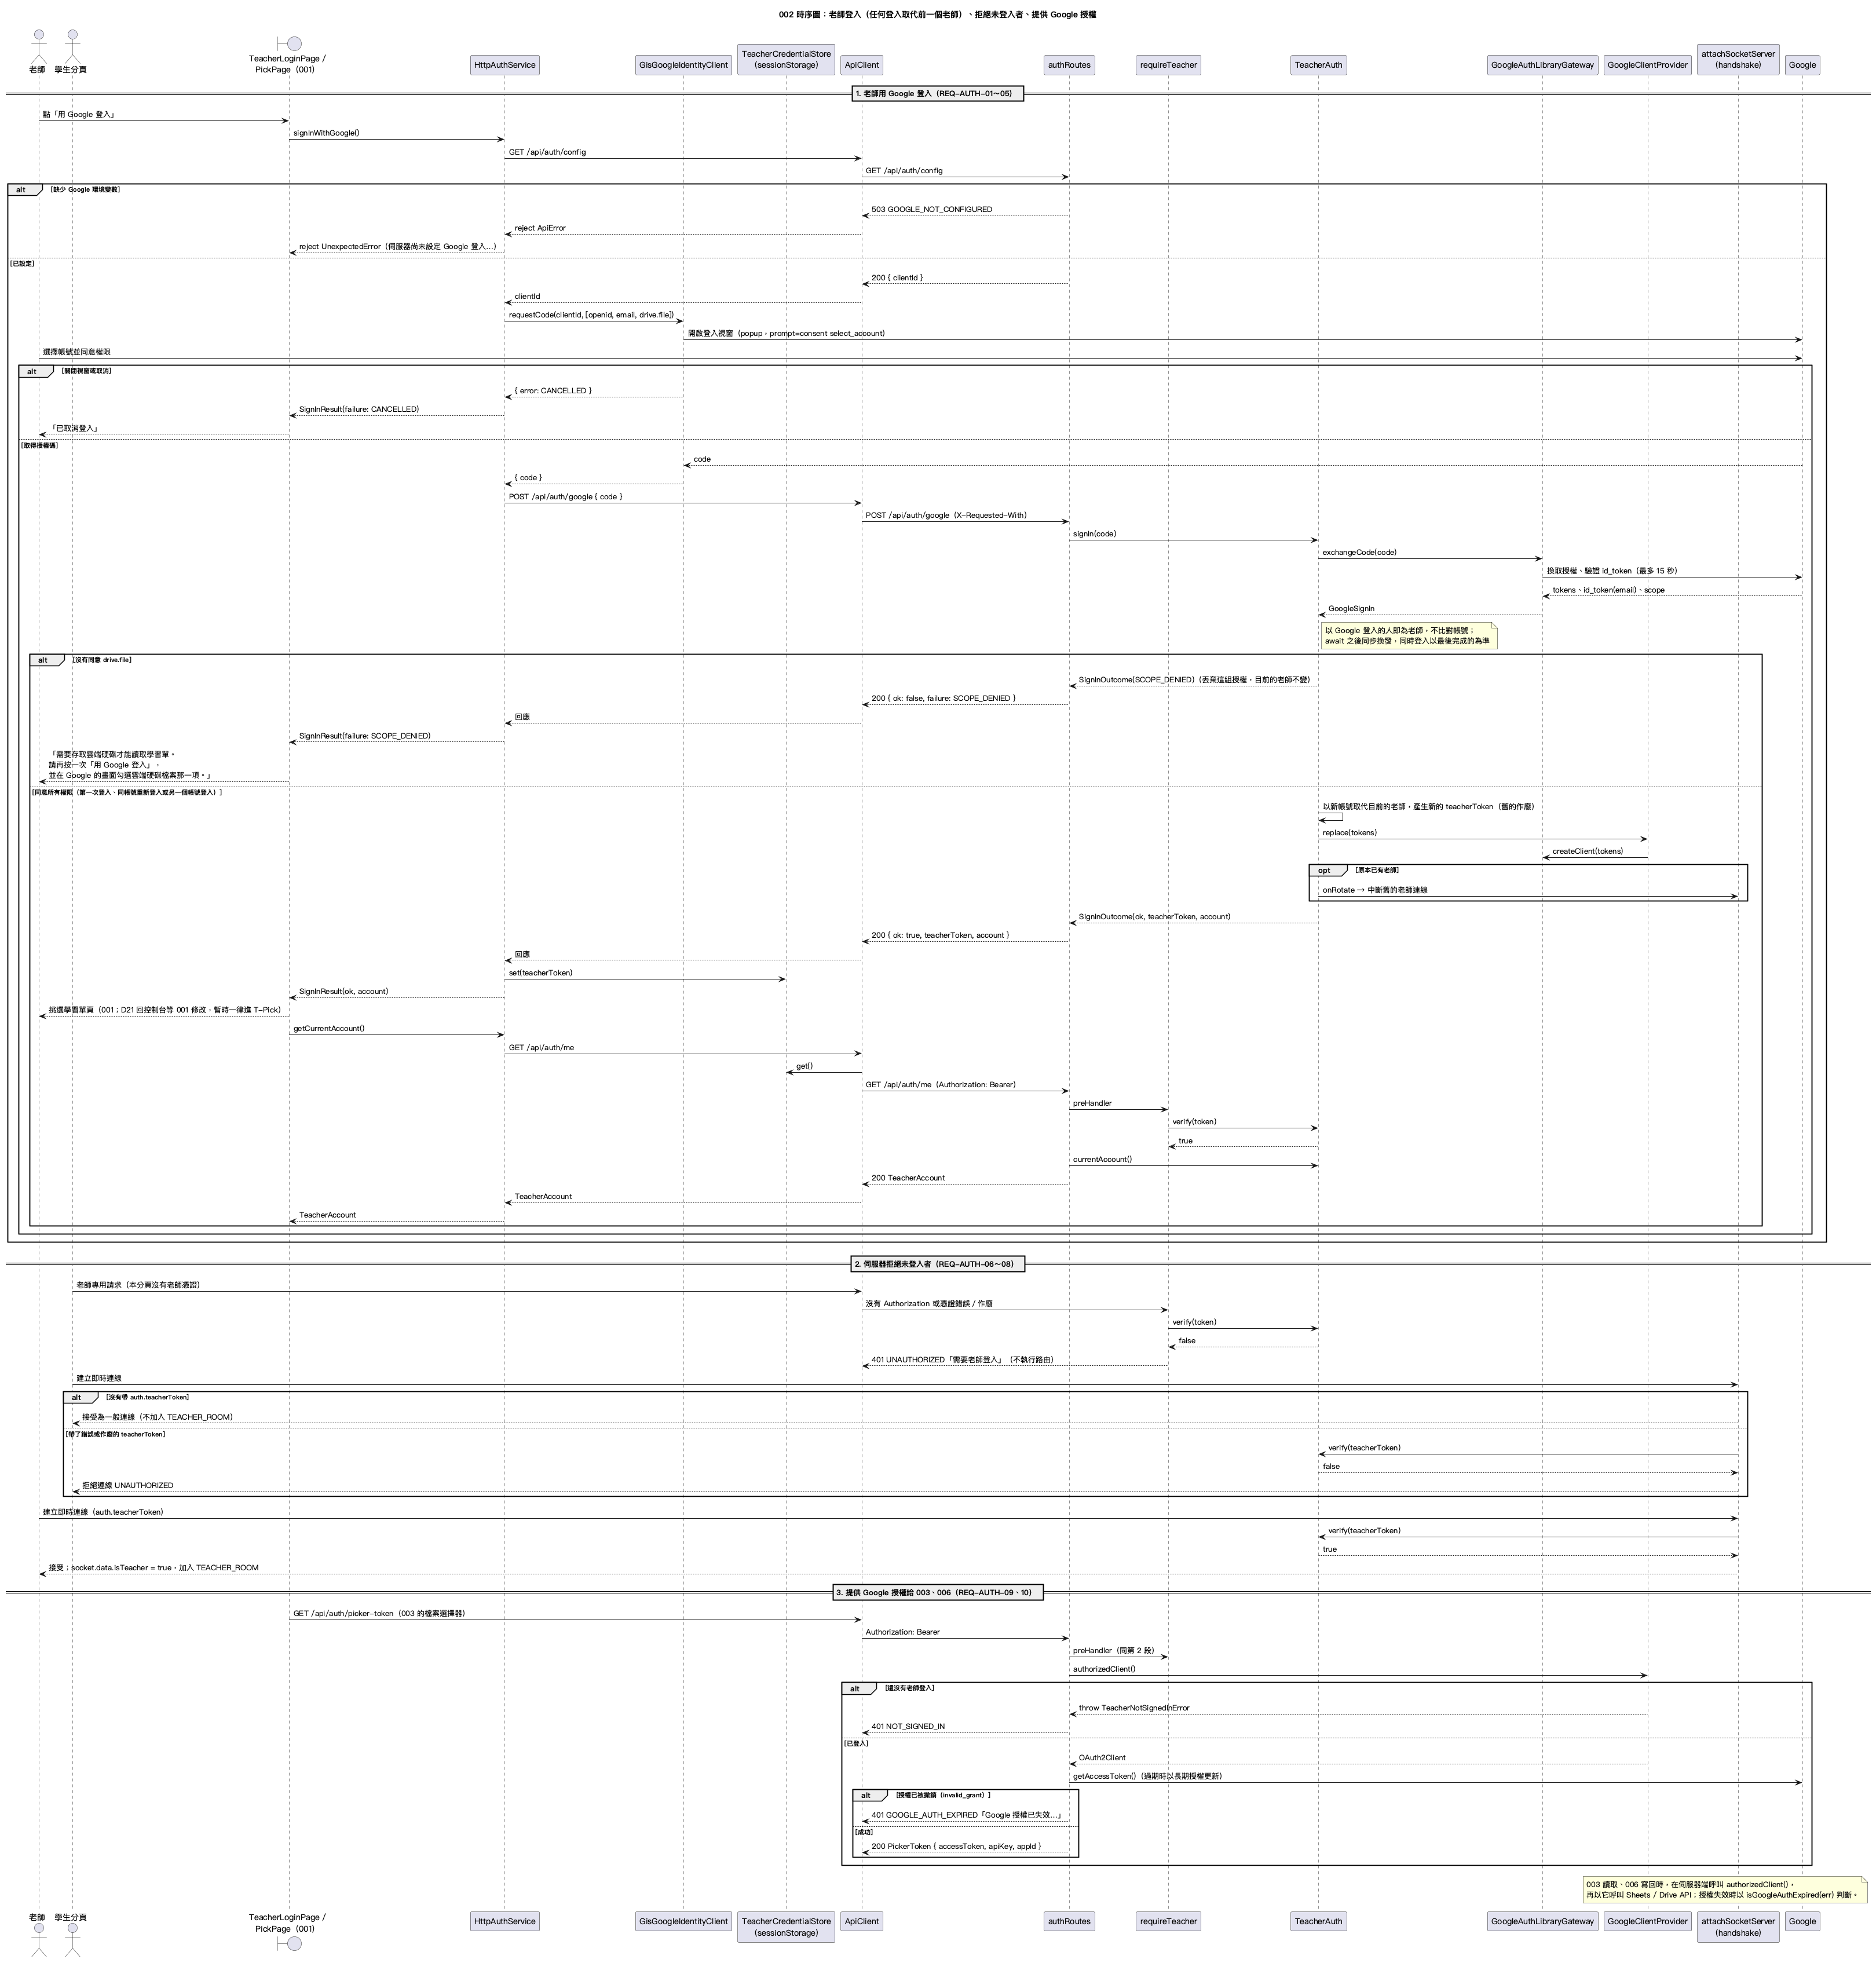 002 時序圖：老師登入（任何登入取代前一個老師）、拒絕未登入者、提供 Google 授權
老師
學生分頁
TeacherLoginPage /
PickPage（001）
HttpAuthService
GisGoogleIdentityClient
TeacherCredentialStore
(sessionStorage)
ApiClient
authRoutes
requireTeacher
TeacherAuth
GoogleAuthLibraryGateway
GoogleClientProvider
attachSocketServer
(handshake)
Google
1. 老師用 Google 登入（REQ-AUTH-01～05）
點「用 Google 登入」
signInWithGoogle()
GET /api/auth/config
GET /api/auth/config
alt [缺少 Google 環境變數]
503 GOOGLE_NOT_CONFIGURED
reject ApiError
reject UnexpectedError（伺服器尚未設定 Google 登入…）
[已設定]
200 { clientId }
clientId
requestCode(clientId, [openid, email, drive.file])
開啟登入視窗（popup，prompt=consent select_account）
選擇帳號並同意權限
alt [關閉視窗或取消]
{ error: CANCELLED }
SignInResult(failure: CANCELLED)
「已取消登入」
[取得授權碼]
code
{ code }
POST /api/auth/google { code }
POST /api/auth/google（X-Requested-With）
signIn(code)
exchangeCode(code)
換取授權、驗證 id_token（最多 15 秒）
tokens、id_token(email)、scope
GoogleSignIn
以 Google 登入的人即為老師，不比對帳號；
await 之後同步換發，同時登入以最後完成的為準
alt [沒有同意 drive.file]
SignInOutcome(SCOPE_DENIED)（丟棄這組授權，目前的老師不變）
200 { ok: false, failure: SCOPE_DENIED }
回應
SignInResult(failure: SCOPE_DENIED)
「需要存取雲端硬碟才能讀取學習單。
請再按一次「用 Google 登入」，
並在 Google 的畫面勾選雲端硬碟檔案那一項。」
[同意所有權限（第一次登入、同帳號重新登入或另一個帳號登入）]
以新帳號取代目前的老師，產生新的 teacherToken（舊的作廢）
replace(tokens)
createClient(tokens)
opt [原本已有老師]
onRotate → 中斷舊的老師連線
SignInOutcome(ok, teacherToken, account)
200 { ok: true, teacherToken, account }
回應
set(teacherToken)
SignInResult(ok, account)
挑選學習單頁（001；D21 回控制台等 001 修改，暫時一律進 T-Pick）
getCurrentAccount()
GET /api/auth/me
get()
GET /api/auth/me（Authorization: Bearer）
preHandler
verify(token)
true
currentAccount()
200 TeacherAccount
TeacherAccount
TeacherAccount
2. 伺服器拒絕未登入者（REQ-AUTH-06～08）
老師專用請求（本分頁沒有老師憑證）
沒有 Authorization 或憑證錯誤 / 作廢
verify(token)
false
401 UNAUTHORIZED「需要老師登入」（不執行路由）
建立即時連線
alt [沒有帶 auth.teacherToken]
接受為一般連線（不加入 TEACHER_ROOM）
[帶了錯誤或作廢的 teacherToken]
verify(teacherToken)
false
拒絕連線 UNAUTHORIZED
建立即時連線（auth.teacherToken）
verify(teacherToken)
true
接受；socket.data.isTeacher = true，加入 TEACHER_ROOM
3. 提供 Google 授權給 003、006（REQ-AUTH-09、10）
GET /api/auth/picker-token（003 的檔案選擇器）
Authorization: Bearer
preHandler（同第 2 段）
authorizedClient()
alt [還沒有老師登入]
throw TeacherNotSignedInError
401 NOT_SIGNED_IN
[已登入]
OAuth2Client
getAccessToken()（過期時以長期授權更新）
alt [授權已被撤銷（invalid_grant）]
401 GOOGLE_AUTH_EXPIRED「Google 授權已失效…」
[成功]
200 PickerToken { accessToken, apiKey, appId }
003 讀取、006 寫回時，在伺服器端呼叫 authorizedClient()，
再以它呼叫 Sheets / Drive API；授權失效時以 isGoogleAuthExpired(err) 判斷。
老師
學生分頁
TeacherLoginPage /
PickPage（001）
HttpAuthService
GisGoogleIdentityClient
TeacherCredentialStore
(sessionStorage)
ApiClient
authRoutes
requireTeacher
TeacherAuth
GoogleAuthLibraryGateway
GoogleClientProvider
attachSocketServer
(handshake)
Google